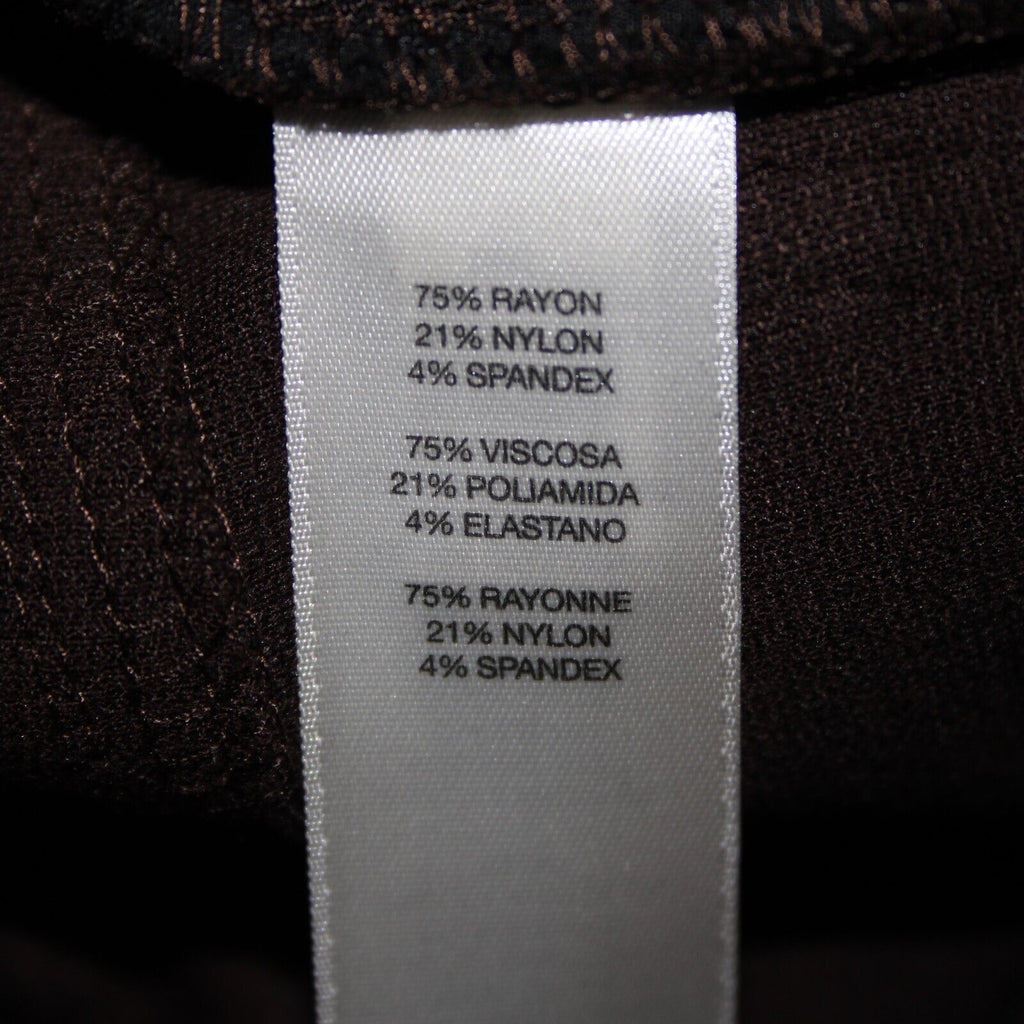 75% RAYON
21% NYLON
4% SPANDEX
75% VISCOSA
21% POLIAMIDA
4% ELASTANO
75% RAYONNE
21% NYLON
4% SPANDEX